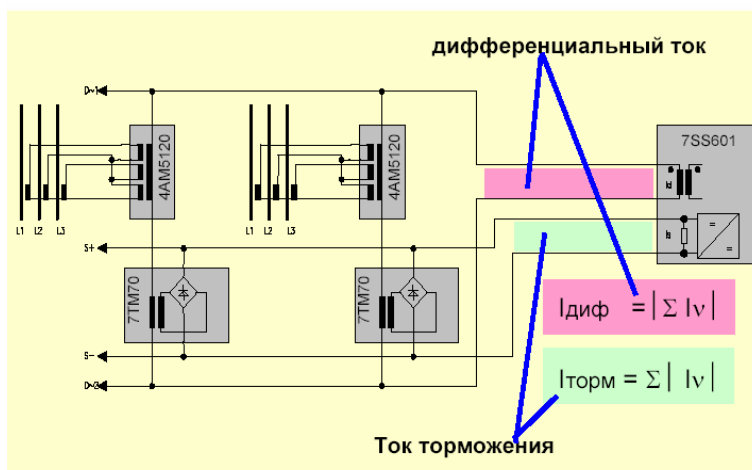 дифференциальный ток
D~1
7SS601
4AM5120
4AM5120
L1 L2 L3
L1 L2 L3
S+
7TM70
7TM70
Iдиф = | Σ Iν |
S-
Iторм = Σ | Iν |
Ток торможения